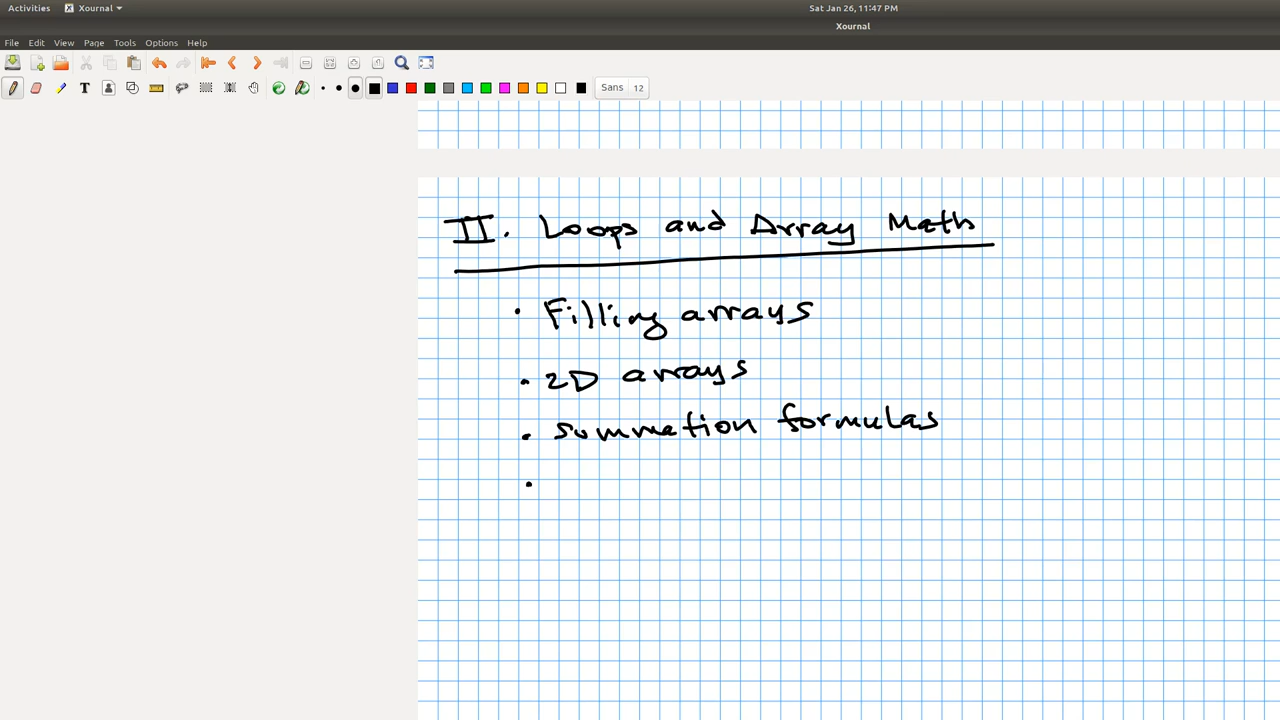 Activities Xournal Sat Jan 26, 11:47 PM
Xournal
File Edit View Page Tools Options Help
T Sans 12
II. Loops and Array Math
• Filling arrays
• 2D arrays
• summation formulas
•